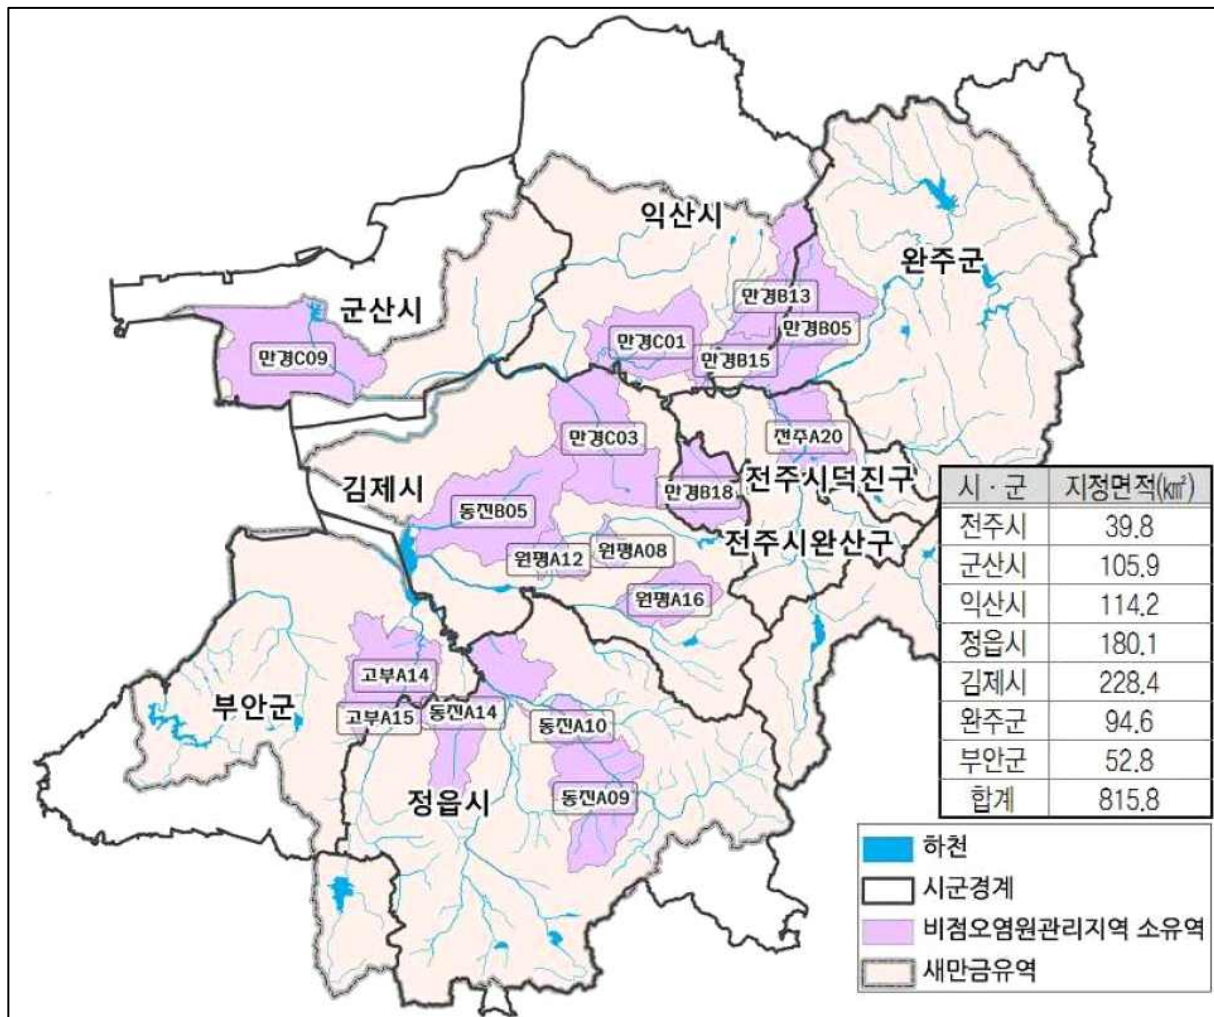 익산시
완주군
만경B13
군산시
만경B05
만경C01
만경C09
만경B15
만경C03
전주A20
김제시
만경B18
전주시덕진구
동진B05
전주시완산구
원평A12
원평A08
원평A16
고부A14
부안군
고부A15
동진A14
동진A10
정읍시
동진A09
시·군 지정면적(㎢)
전주시 39.8
군산시 105.9
익산시 114.2
정읍시 180.1
김제시 228.4
완주군 94.6
부안군 52.8
합계 815.8
하천
시군경계
비점오염원관리지역 소유역
새만금유역